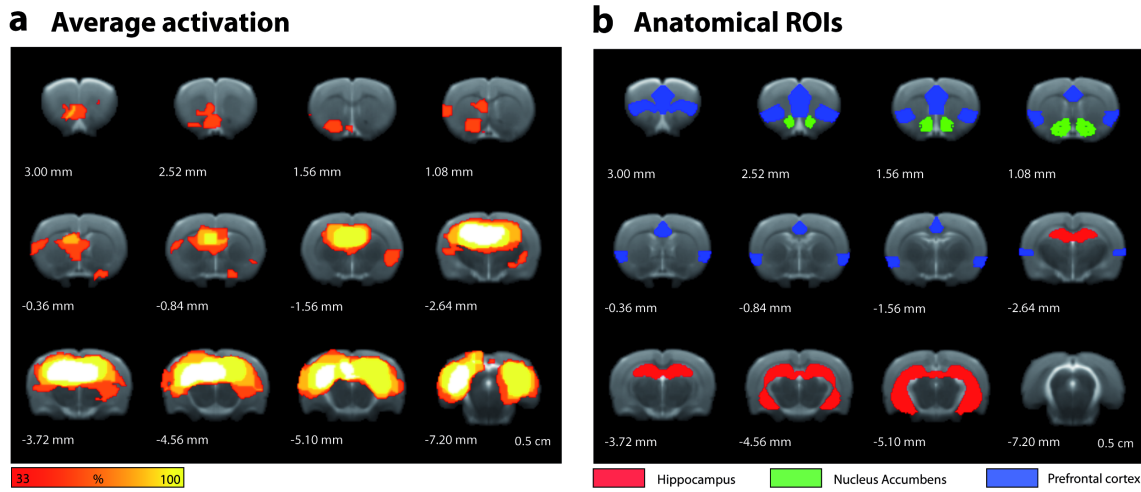 a Average activation
3.00 mm
2.52 mm
1.56 mm
1.08 mm
-0.36 mm
-0.84 mm
-1.56 mm
-2.64 mm
-3.72 mm
-4.56 mm
-5.10 mm
-7.20 mm
0.5 cm
33 % 100
b Anatomical ROIs
3.00 mm
2.52 mm
1.56 mm
1.08 mm
-0.36 mm
-0.84 mm
-1.56 mm
-2.64 mm
-3.72 mm
-4.56 mm
-5.10 mm
-7.20 mm
0.5 cm
Hippocampus
Nucleus Accumbens
Prefrontal cortex